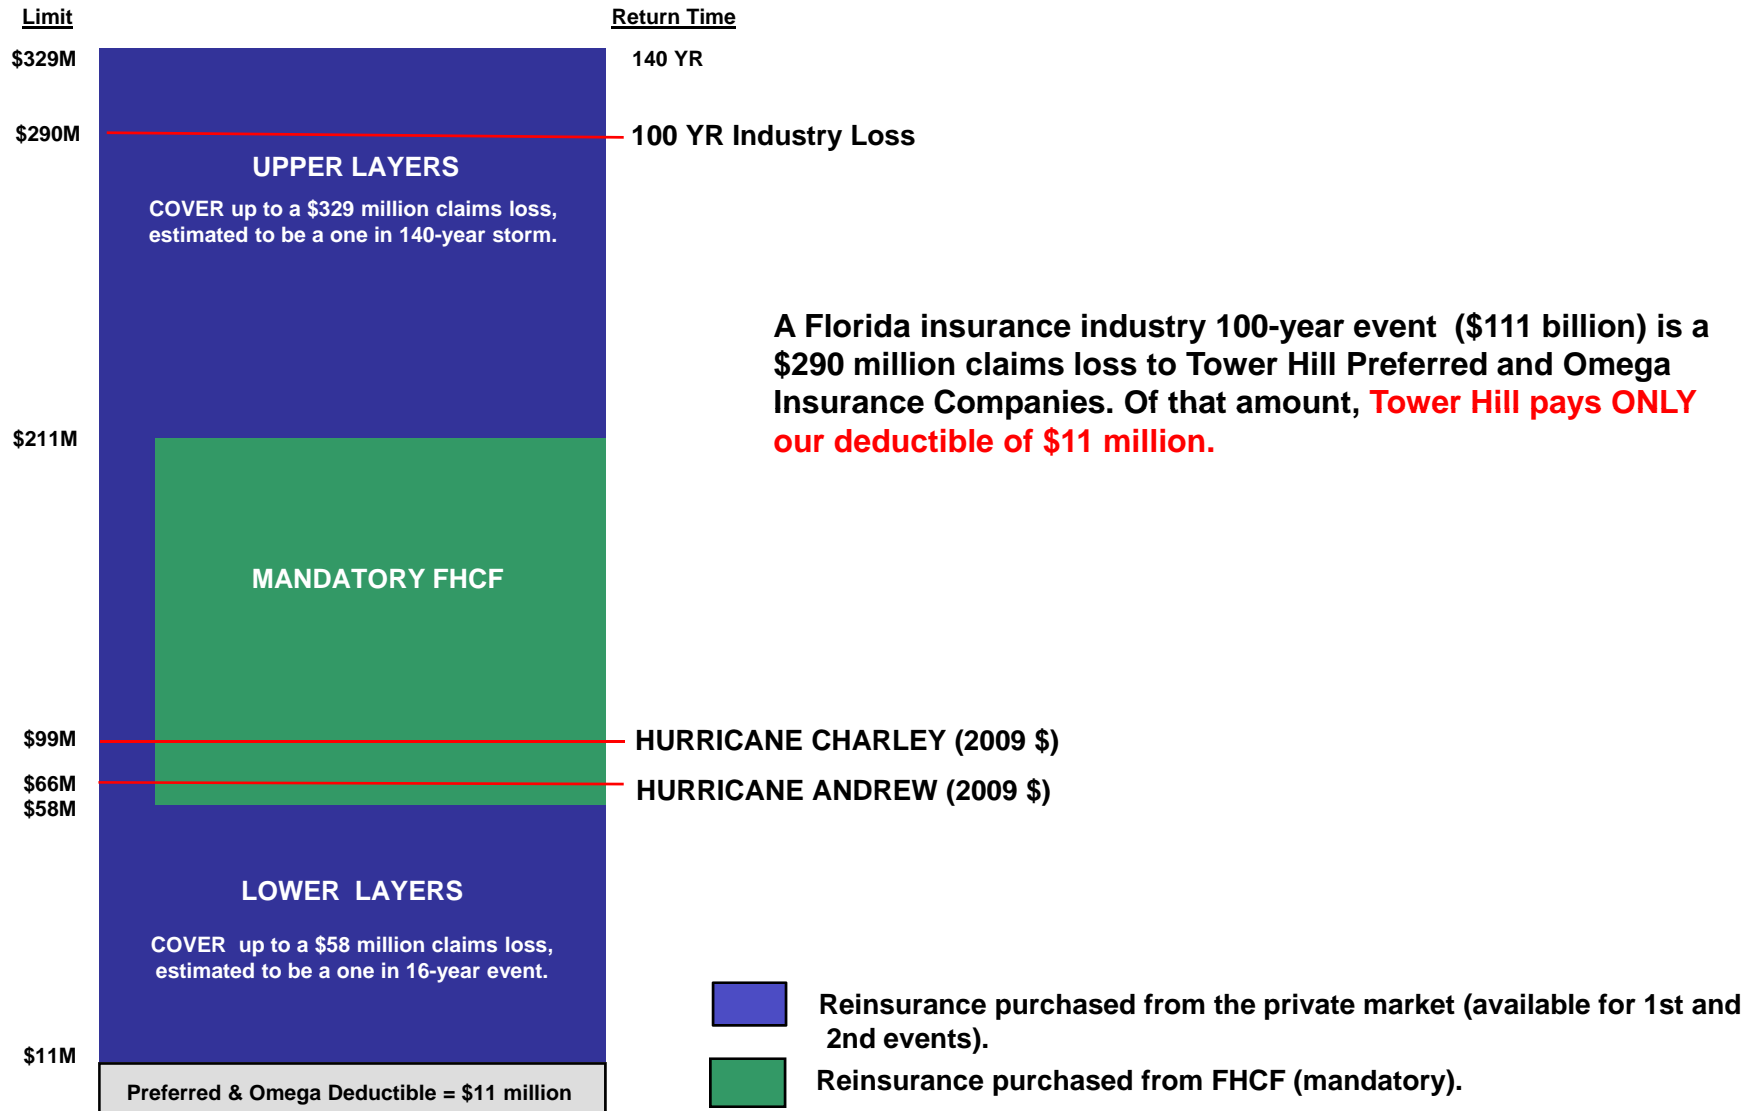 Limit
Return Time
$329M
140 YR
$290M
100 YR Industry Loss
UPPER LAYERS
COVER up to a $329 million claims loss,
estimated to be a one in 140-year storm.
A Florida insurance industry 100-year event ($111 billion) is a
$290 million claims loss to Tower Hill Preferred and Omega
Insurance Companies. Of that amount, Tower Hill pays ONLY
our deductible of $11 million.
$211M
MANDATORY FHCF
$99M
HURRICANE CHARLEY (2009 $)
$66M
HURRICANE ANDREW (2009 $)
$58M
LOWER LAYERS
COVER up to a $58 million claims loss,
estimated to be a one in 16-year event.
Reinsurance purchased from the private market (available for 1st and
2nd events).
$11M
Reinsurance purchased from FHCF (mandatory).
Preferred & Omega Deductible = $11 million